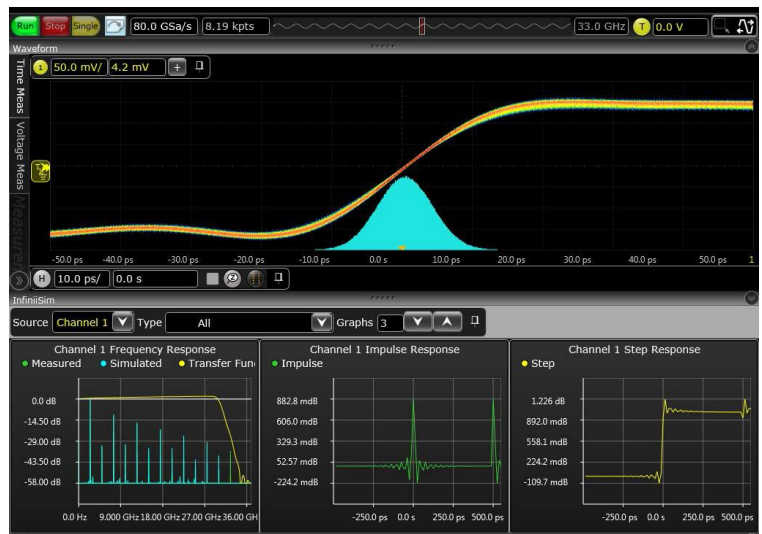 Run Stop Single 80.0 GSa/s 8.19 kpts 33.0 GHz T 0.0 V
Waveform
1 50.0 mV/ 4.2 mV +
Time Meas
Voltage Meas
T
-50.0 ps -40.0 ps -30.0 ps -20.0 ps -10.0 ps 0.0 s 10.0 ps 20.0 ps 30.0 ps 40.0 ps 50.0 ps 1
H 10.0 ps/ 0.0 s
InfiniiSim
Source Channel 1 Type All Graphs 3
Channel 1 Frequency Response
Measured Simulated Transfer Fun
0.0 dB
-14.50 dB
-29.00 dB
-43.50 dB
-58.00 dB
0.0 Hz 9.000 GHz 18.00 GHz 27.00 GHz 36.00 GH
Channel 1 Impulse Response
Impulse
882.8 mdB
606.0 mdB
329.3 mdB
52.57 mdB
-224.2 mdB
-250.0 ps 0.0 s 250.0 ps 500.0 ps
Channel 1 Step Response
Step
1.226 dB
892.0 mdB
558.1 mdB
224.2 mdB
-109.7 mdB
-250.0 ps 0.0 s 250.0 ps 500.0 ps